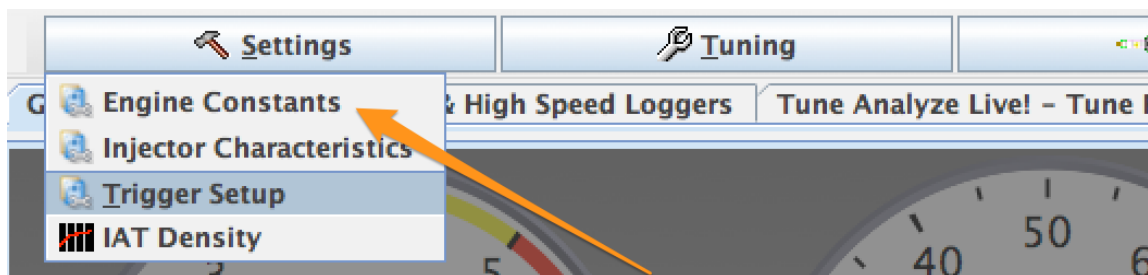 Settings
Tuning
Engine Constants
& High Speed Loggers
Tune Analyze Live! – Tune
Injector Characteristics
Trigger Setup
IAT Density
50
40
5